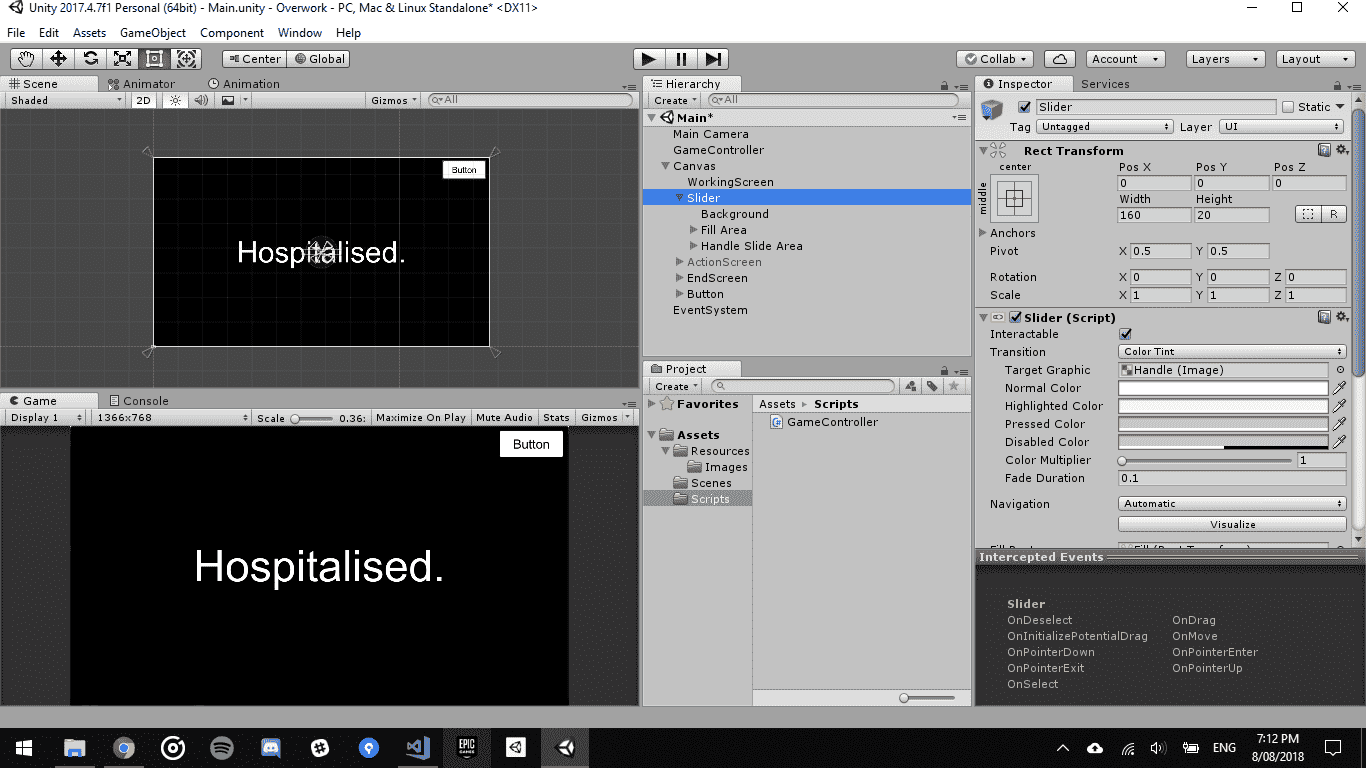 Unity 2017.4.7f1 Personal (64bit) - Main.unity - Overwork - PC, Mac & Linux Standalone* <DX11>
File Edit Assets GameObject Component Window Help
Center Global
Collab Account Layers Layout
Scene Animator Animation
Shaded 2D Gizmos All
Button
Hospitalised.
Game Console
Display 1 1366x768 Scale 0.36: Maximize On Play Mute Audio Stats Gizmos
Button
Hospitalised.
Hierarchy
Create All
Main*
Main Camera
GameController
Canvas
WorkingScreen
Slider
Background
Fill Area
Handle Slide Area
ActionScreen
EndScreen
Button
EventSystem
Project
Create
Favorites
Assets
Resources
Images
Scenes
Scripts
Assets Scripts
GameController
Inspector Services
Slider Static
Tag Untagged Layer UI
Rect Transform
center
middle
Pos X Pos Y Pos Z
0 0 0
Width Height
160 20
R
Anchors
Pivot X 0.5 Y 0.5
Rotation X 0 Y 0 Z 0
Scale X 1 Y 1 Z 1
Slider (Script)
Interactable
Transition Color Tint
Target Graphic Handle (Image)
Normal Color
Highlighted Color
Pressed Color
Disabled Color
Color Multiplier 1
Fade Duration 0.1
Navigation Automatic
Visualize
Intercepted Events
Slider
OnDeselect OnDrag
OnInitializePotentialDrag OnMove
OnPointerDown OnPointerEnter
OnPointerExit OnPointerUp
OnSelect
EPIC GAMES
ENG
7:12 PM
8/08/2018